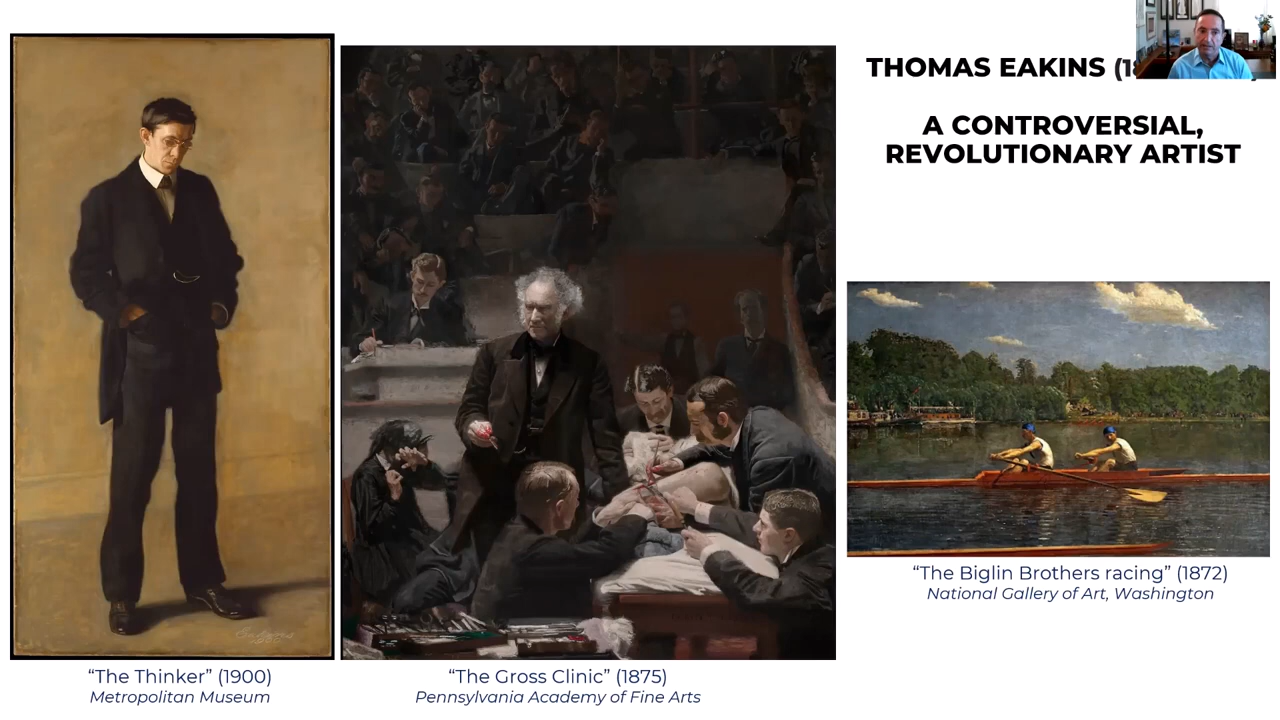 THOMAS EAKINS (18
A CONTROVERSIAL,
REVOLUTIONARY ARTIST
“The Thinker” (1900)
Metropolitan Museum
“The Gross Clinic” (1875)
Pennsylvania Academy of Fine Arts
“The Biglin Brothers racing” (1872)
National Gallery of Art, Washington